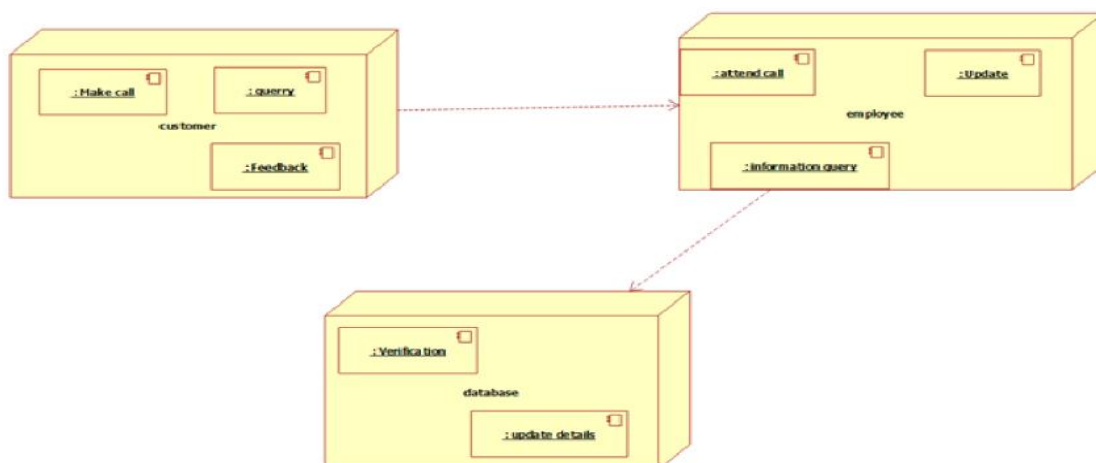 : Make call
: querry
customer
: Feedback
: attend call
: Update
employee
: information query
: Verification
database
: update details